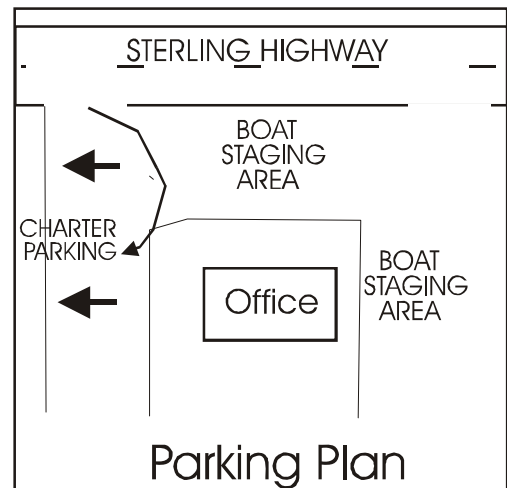 STERLING HIGHWAY
BOAT
STAGING
AREA
CHARTER
PARKING
BOAT
STAGING
AREA
Office
Parking Plan